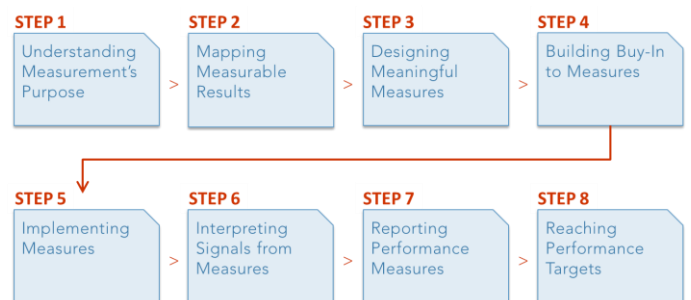 STEP 1
Understanding
Measurement's
Purpose
>
STEP 2
Mapping
Measurable
Results
>
STEP 3
Designing
Meaningful
Measures
>
STEP 4
Building Buy-In
to Measures
STEP 5
Implementing
Measures
>
STEP 6
Interpreting
Signals from
Measures
>
STEP 7
Reporting
Performance
Measures
>
STEP 8
Reaching
Performance
Targets